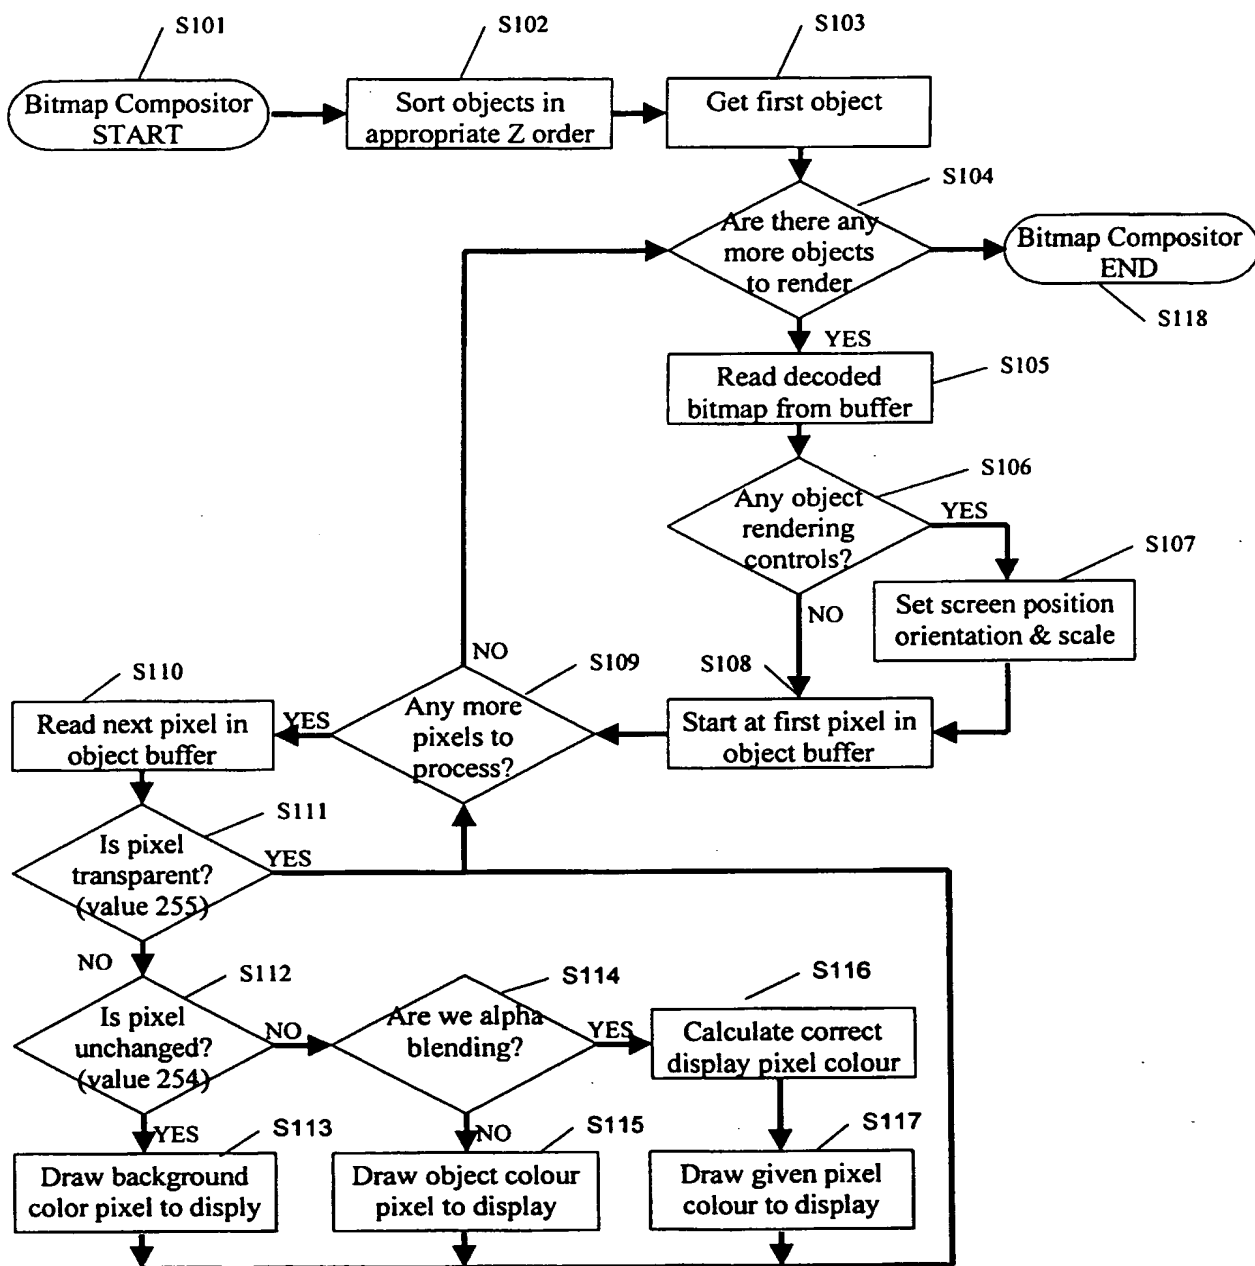 S101
S102
S103
Bitmap Compositor
START
Sort objects in
appropriate Z order
Get first object
S104
Are there any
more objects
to render
Bitmap Compositor
END
S118
YES
Read decoded
bitmap from buffer
S105
S106
Any object
rendering
controls?
YES
S107
Set screen position
orientation & scale
NO
S108
NO
S109
S110
Read next pixel in
object buffer
YES
Any more
pixels to
process?
Start at first pixel in
object buffer
S111
Is pixel
transparent?
(value 255)
YES
NO
S112
S114
S116
Is pixel
unchanged?
(value 254)
NO
Are we alpha
blending?
YES
Calculate correct
display pixel colour
YES
S113
NO
S115
S117
Draw background
color pixel to disply
Draw object colour
pixel to display
Draw given pixel
colour to display